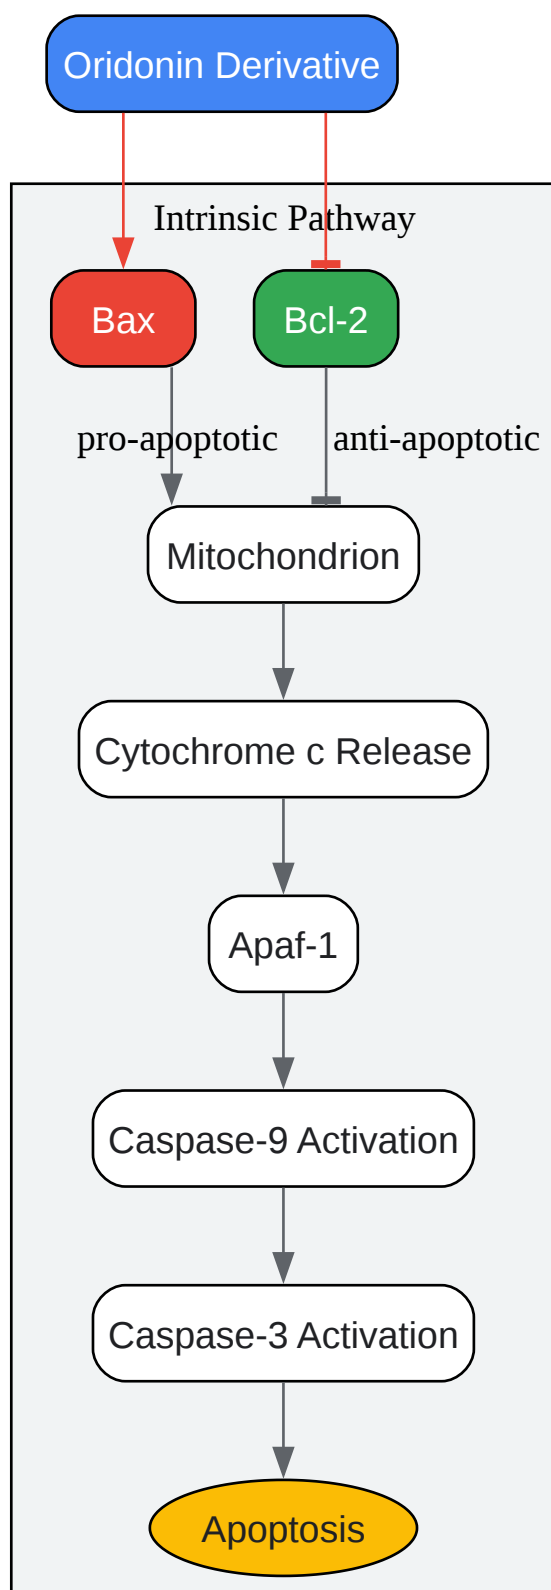 Oridonin Derivative
Intrinsic Pathway
Bax
Bcl-2
pro-apoptotic
anti-apoptotic
Mitochondrion
Cytochrome c Release
Apaf-1
Caspase-9 Activation
Caspase-3 Activation
Apoptosis